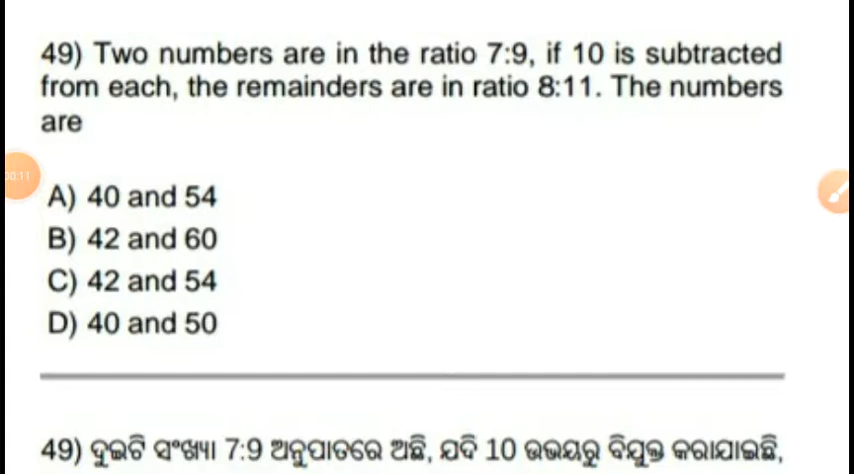 49) Two numbers are in the ratio 7:9, if 10 is subtracted
from each, the remainders are in ratio 8:11. The numbers
are
00:11
A) 40 and 54
B) 42 and 60
C) 42 and 54
D) 40 and 50
49) ଦୁଇଟି ସଂଖ୍ୟା 7:9 ଅନୁପାତରେ ଅଛି, ଯଦି 10 ଉଭୟରୁ ବିଯୁକ୍ତ କରାଯାଇଛି,